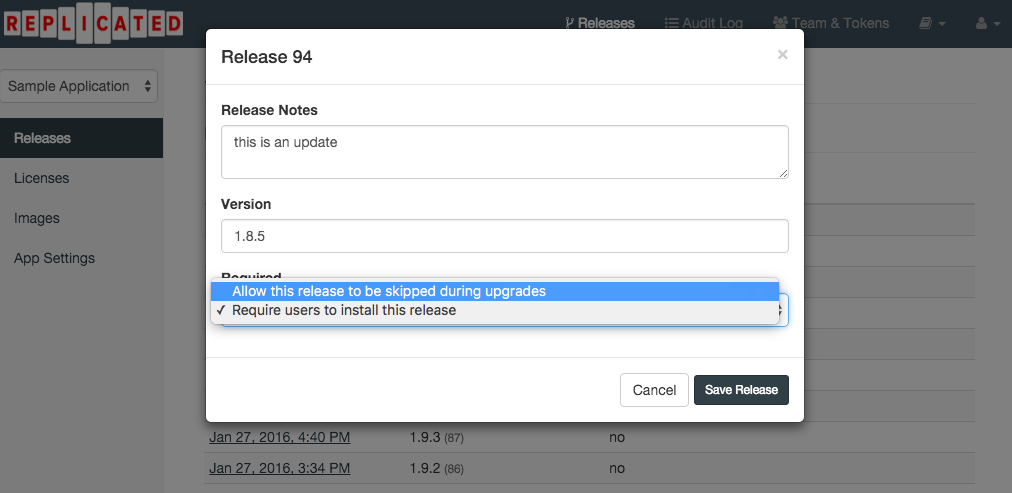 REPLICATED
Releases
Audit Log
Team & Tokens
Sample Application
Releases
Licenses
Images
App Settings
Release 94
×
Release Notes
this is an update
Version
1.8.5
Required
Allow this release to be skipped during upgrades
✓ Require users to install this release
Cancel
Save Release
Jan 27, 2016, 4:40 PM 1.9.3 (87) no
Jan 27, 2016, 3:34 PM 1.9.2 (86) no